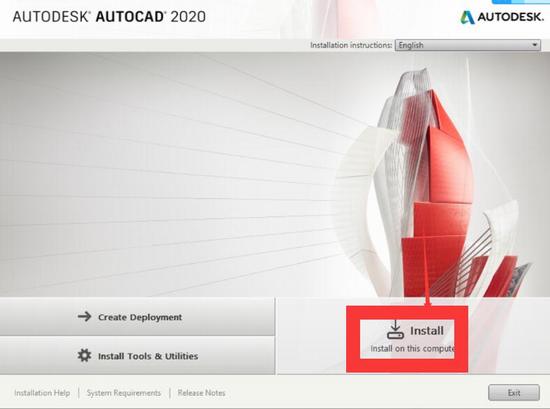 AUTODESK® AUTOCAD® 2020
AUTODESK.
Installation instructions: English
Create Deployment
Install
Install on this compute
Install Tools & Utilities
Installation Help | System Requirements | Release Notes
Exit